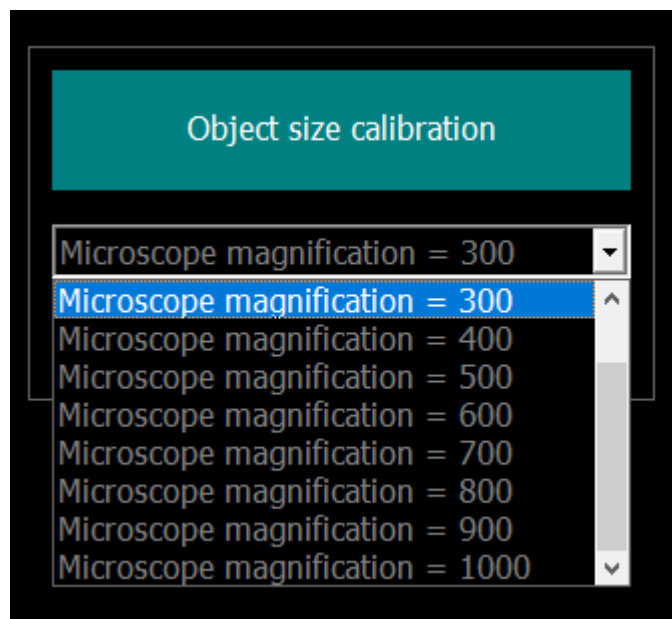 Object size calibration
Microscope magnification = 300
Microscope magnification = 300
Microscope magnification = 400
Microscope magnification = 500
Microscope magnification = 600
Microscope magnification = 700
Microscope magnification = 800
Microscope magnification = 900
Microscope magnification = 1000